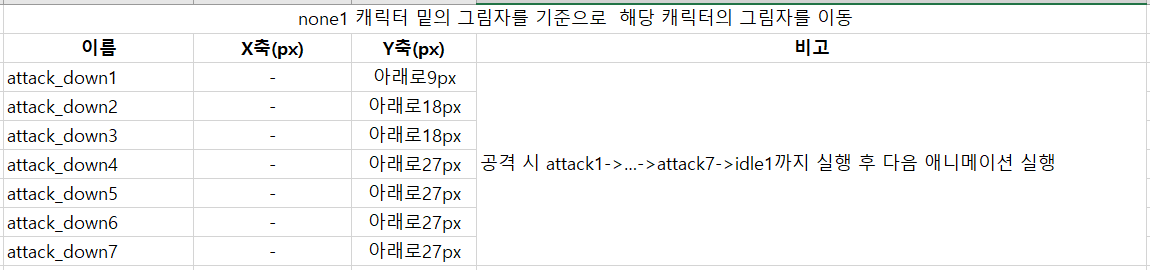 none1 캐릭터 밑의 그림자를 기준으로  해당 캐릭터의 그림자를 이동
이름 X축(px) Y축(px) 비고
attack_down1 - 아래로9px
attack_down2 - 아래로18px
attack_down3 - 아래로18px
attack_down4 - 아래로27px 공격 시 attack1->...->attack7->idle1까지 실행 후 다음 애니메이션 실행
attack_down5 - 아래로27px
attack_down6 - 아래로27px
attack_down7 - 아래로27px